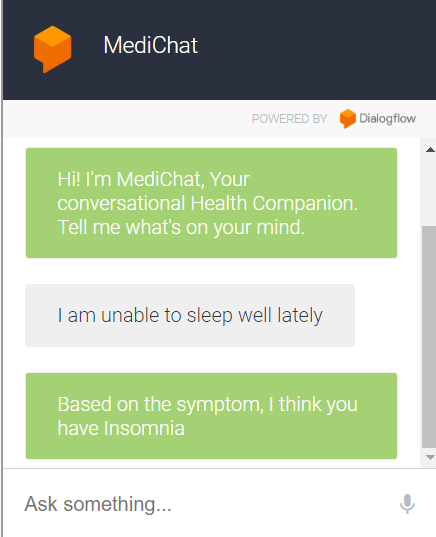 MediChat
POWERED BY Dialogflow
Hi! I'm MediChat, Your
conversational Health Companion.
Tell me what's on your mind.
I am unable to sleep well lately
Based on the symptom, I think you
have Insomnia
Ask something...